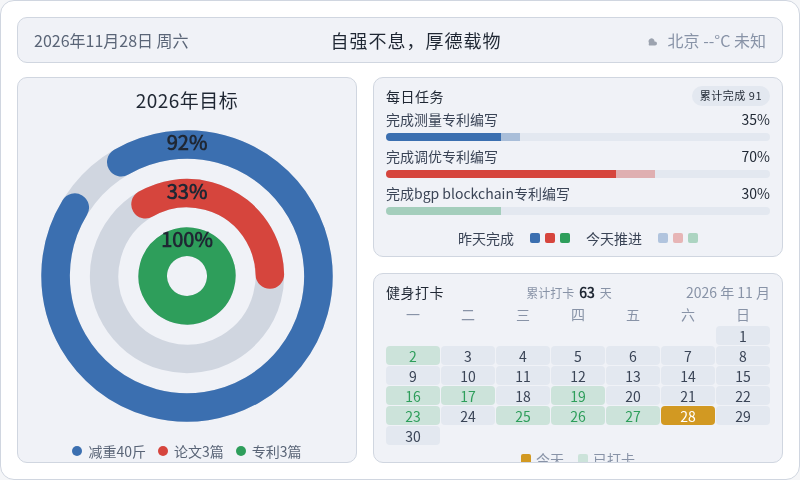 2026年11月28日 周六
自强不息，厚德载物
北京 --°C 未知
2026年目标
92%
33%
100%
减重40斤 论文3篇 专利3篇
每日任务 累计完成 91
完成测量专利编写 35%
完成调优专利编写 70%
完成bgp blockchain专利编写 30%
昨天完成 今天推进
健身打卡 累计打卡 63 天 2026 年 11 月
一 二 三 四 五 六 日
1
2 3 4 5 6 7 8
9 10 11 12 13 14 15
16 17 18 19 20 21 22
23 24 25 26 27 28 29
30
今天 已打卡